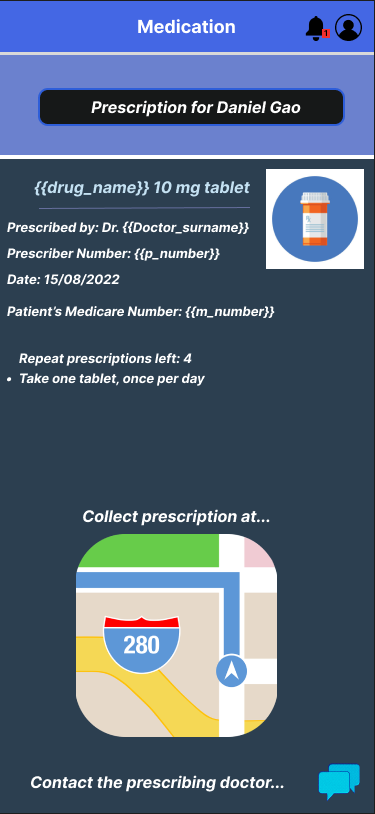 Medication
1
Prescription for Daniel Gao
{{drug_name}} 10 mg tablet
Prescribed by: Dr. {{Doctor_surname}}
Prescriber Number: {{p_number}}
Date: 15/08/2022
Patient’s Medicare Number: {{m_number}}
Repeat prescriptions left: 4
• Take one tablet, once per day
Collect prescription at...
280
Contact the prescribing doctor...